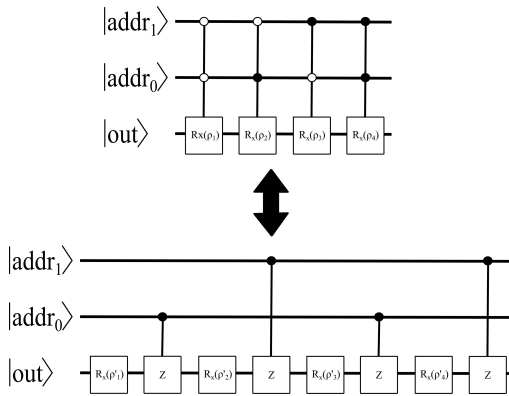 |addr₁⟩
|addr₀⟩
|out⟩ Rx(ρ₁) Rₓ(ρ₂) Rₓ(ρ₃) Rₓ(ρ₄)
|addr₁⟩
|addr₀⟩
|out⟩ Rₓ(ρ'₁) Z Rₓ(ρ'₂) Z Rₓ(ρ'₃) Z Rₓ(ρ'₄) Z